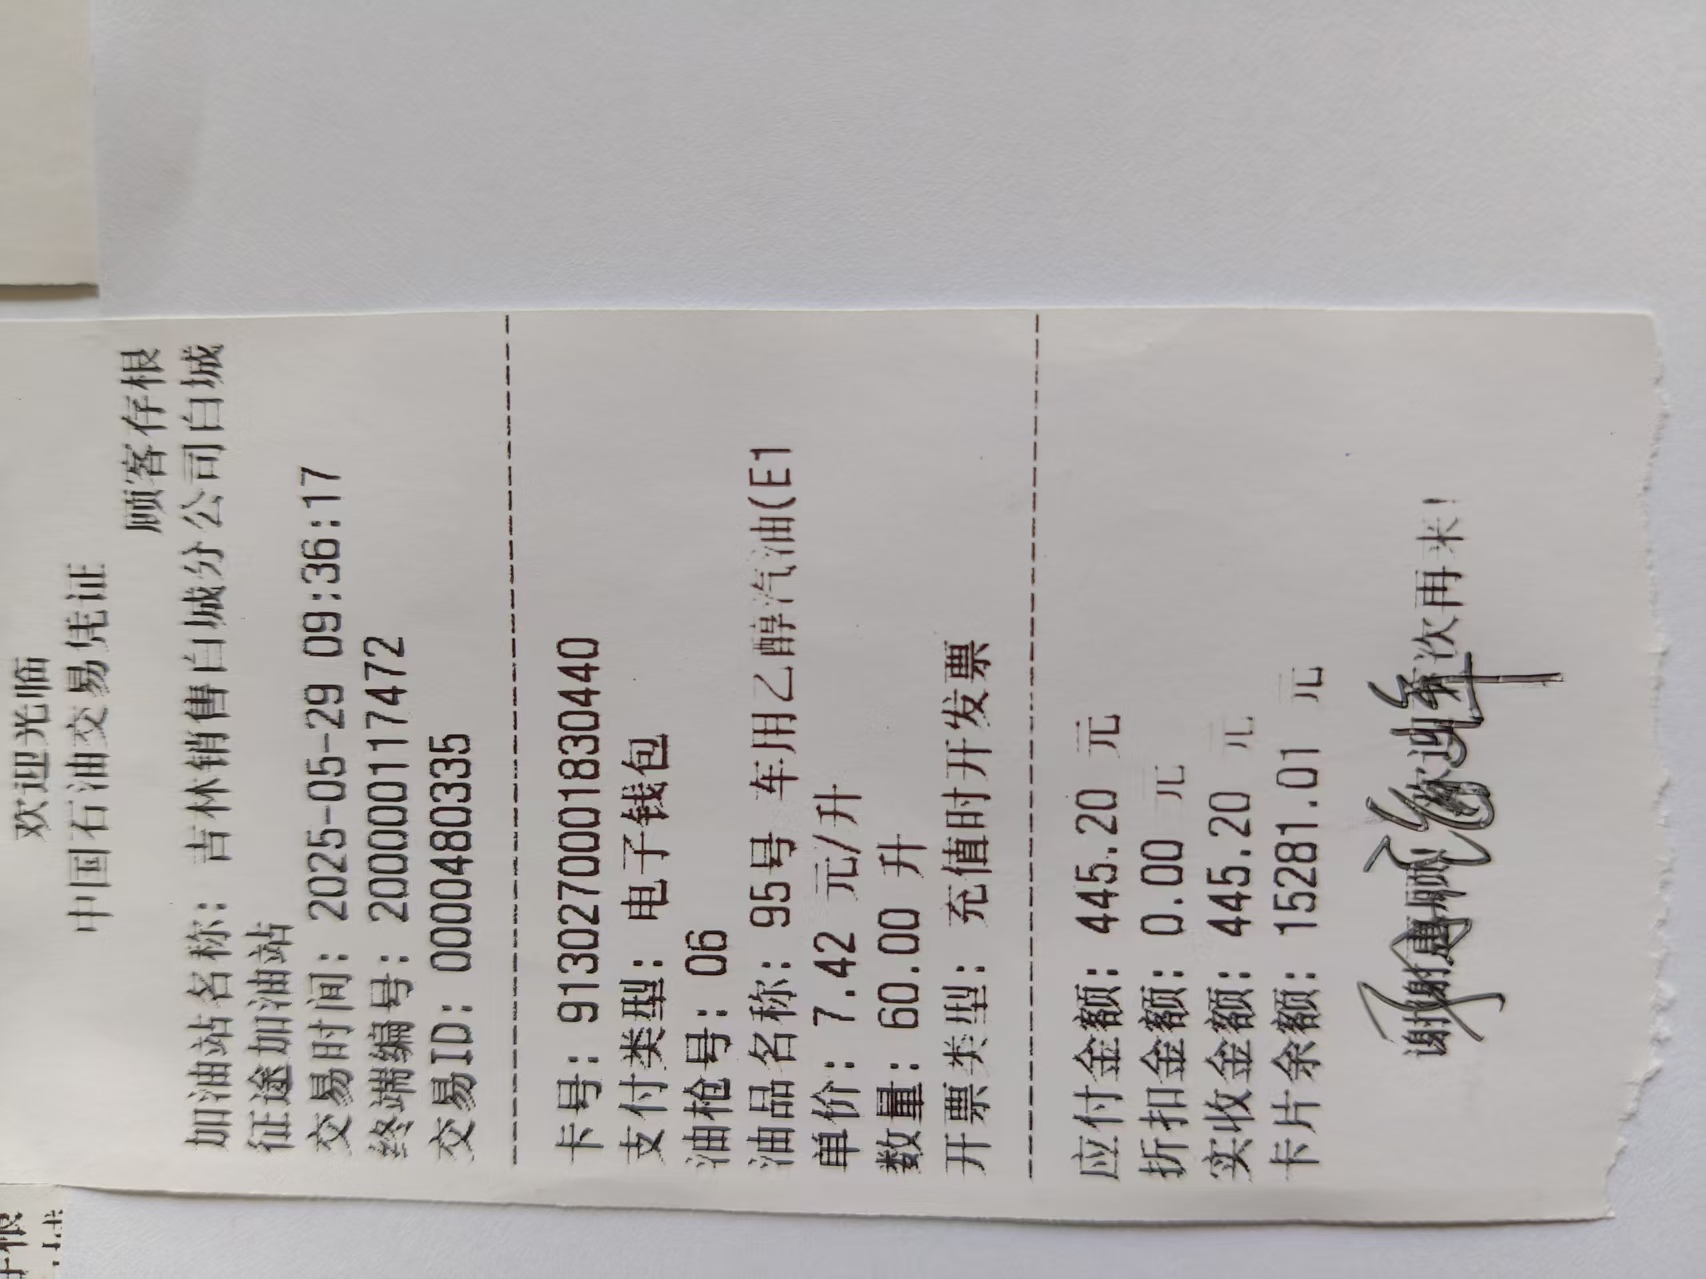 欢迎光临
中国石油交易凭证
顾客存根
加油站名称: 吉林销售白城分公司白城
征途加油站
交易时间: 2025-05-29 09:36:17
终端编号: 200000117472
交易ID: 0000480335
卡号: 9130270001830440
支付类型: 电子钱包
油枪号: 06
油品名称: 95号 车用乙醇汽油(E1
单价: 7.42 元/升
数量: 60.00 升
开票类型: 充值时开发票
应付金额: 445.20 元
折扣金额: 0.00 元
实收金额: 445.20 元
卡片余额: 15281.01 元
谢谢惠顾 欢迎下次再来!